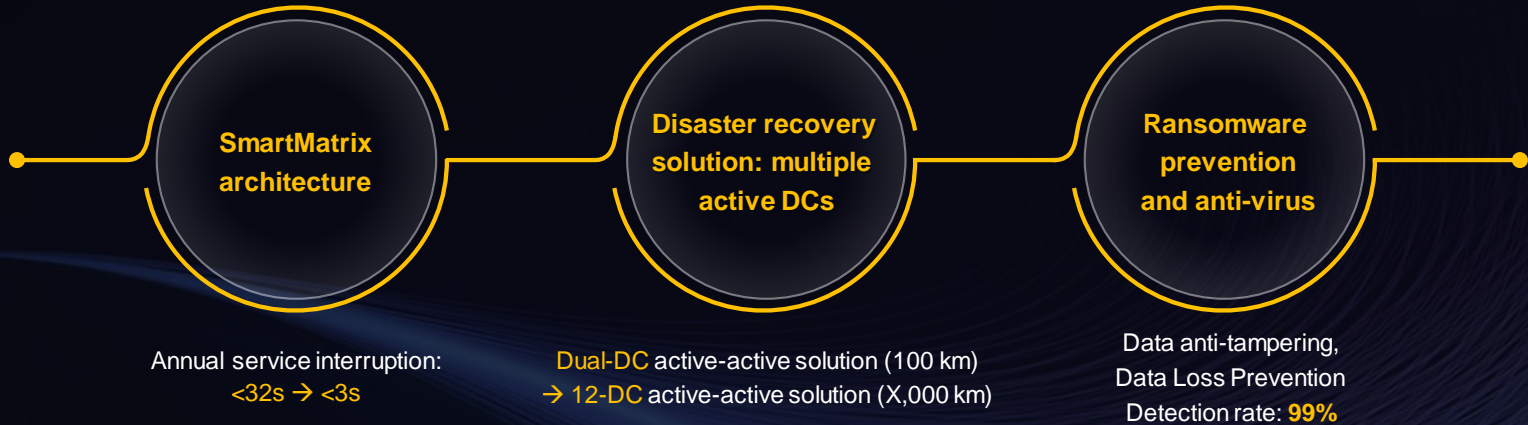 SmartMatrix
architecture
Disaster recovery
solution: multiple
active DCs
Ransomware
prevention
and anti-virus
Annual service interruption:
<32s → <3s
Dual-DC active-active solution (100 km)
→ 12-DC active-active solution (X,000 km)
Data anti-tampering,
Data Loss Prevention
Detection rate: 99%